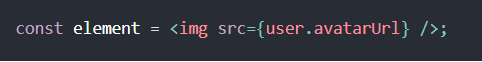 const element = <img src={user.avatarUrl} />;